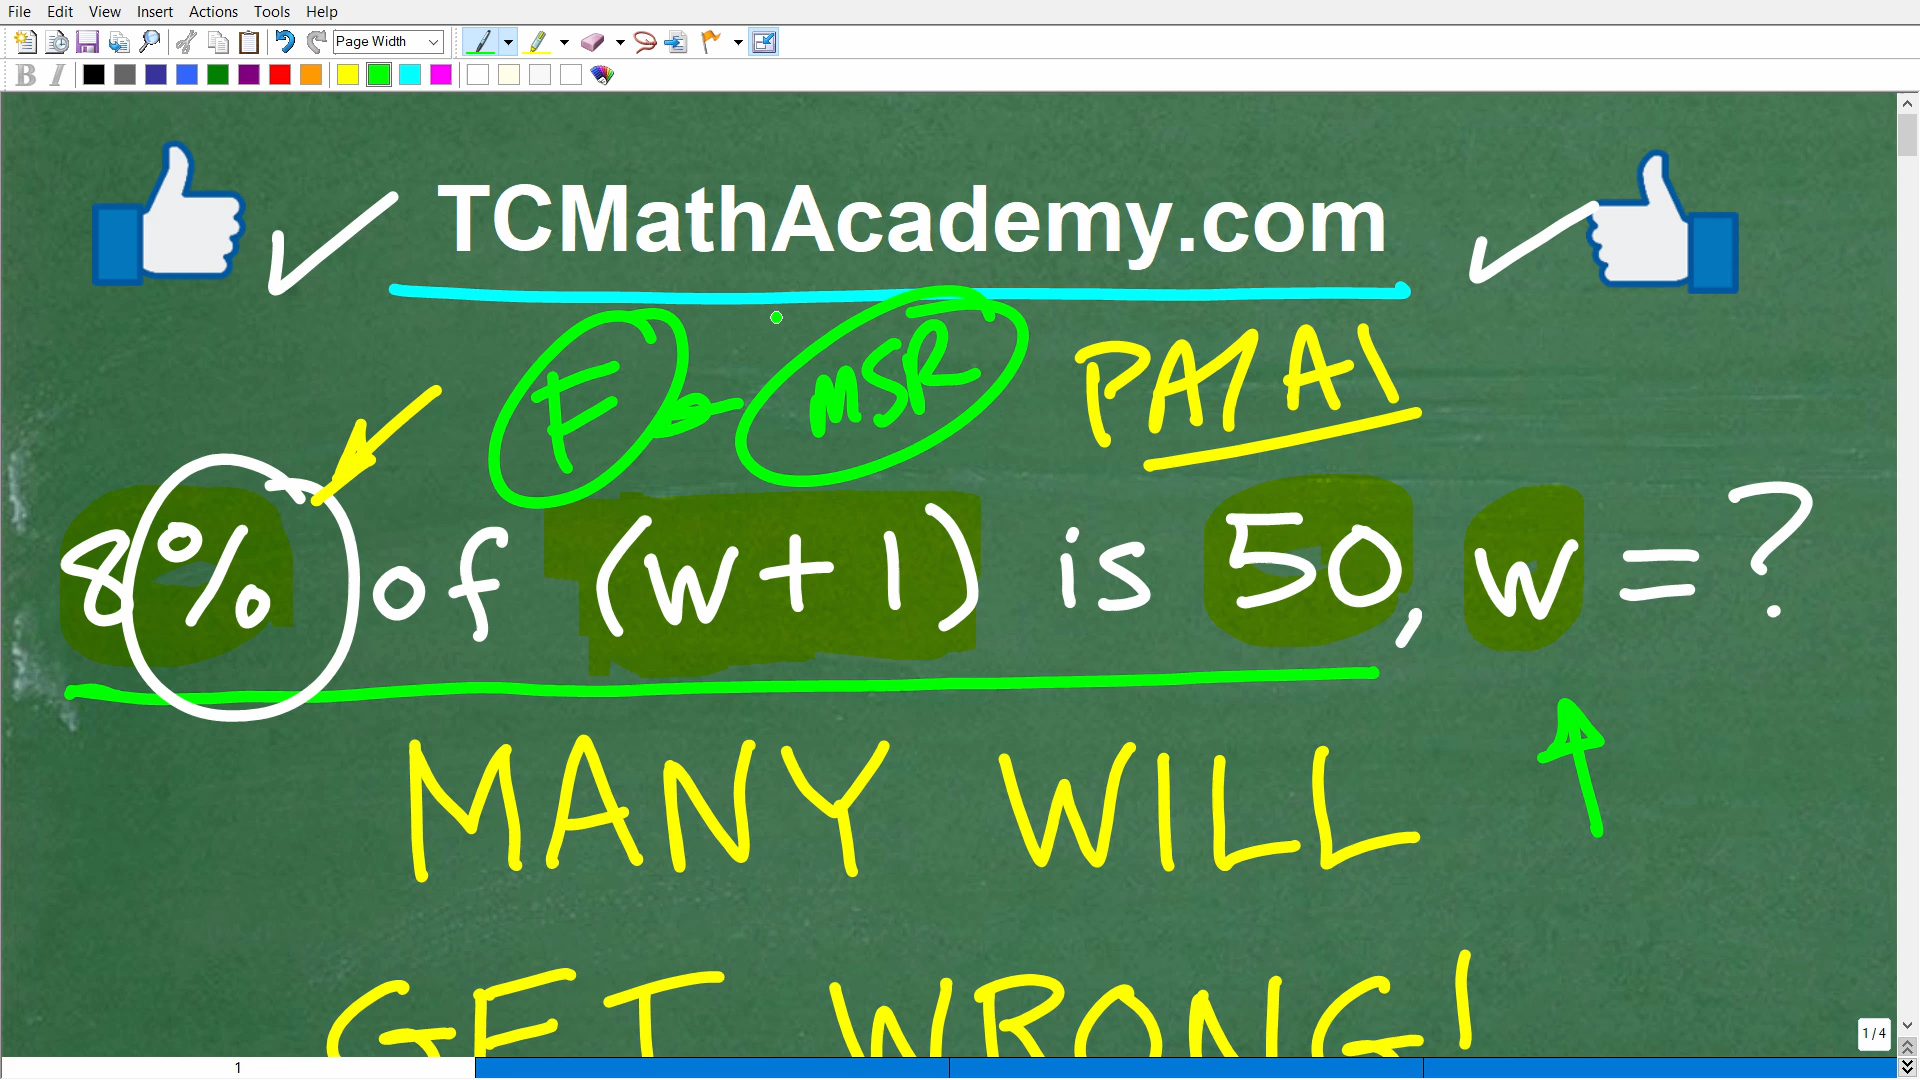 File Edit View Insert Actions Tools Help
Page Width
B I
TCMathAcademy.com
F MSR
8% of (w+1) is 50, w = ?
MANY WILL
GET WRONG!
1 / 4
1